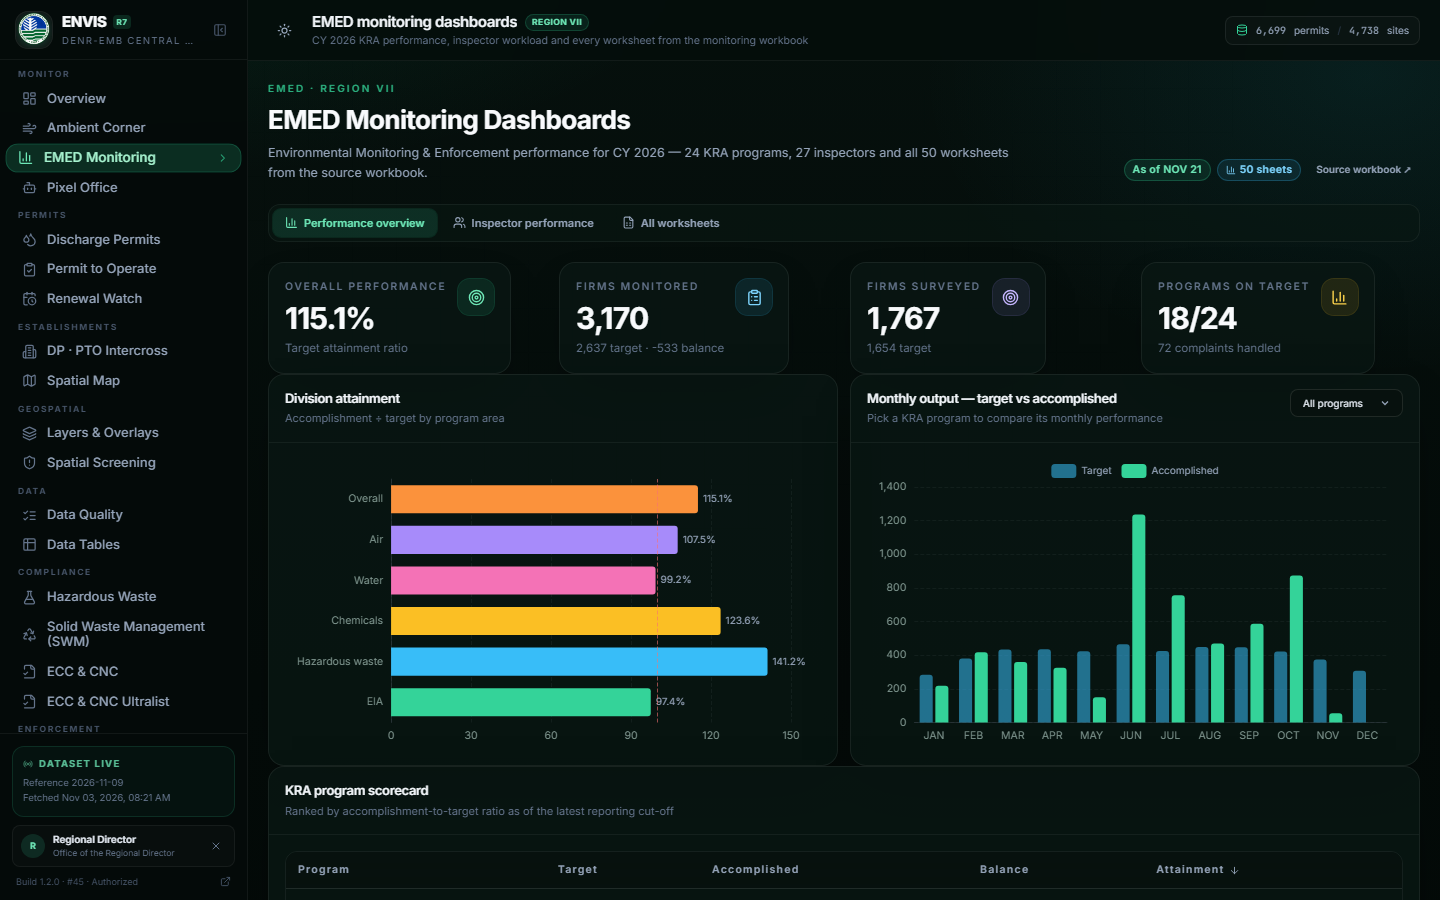 ENVIS R7
DENR-EMB CENTRAL ...
MONITOR
Overview
Ambient Corner
EMED Monitoring
Pixel Office
PERMITS
Discharge Permits
Permit to Operate
Renewal Watch
ESTABLISHMENTS
DP · PTO Intercross
Spatial Map
GEOSPATIAL
Layers & Overlays
Spatial Screening
DATA
Data Quality
Data Tables
COMPLIANCE
Hazardous Waste
Solid Waste Management
(SWM)
ECC & CNC
ECC & CNC Ultralist
ENFORCEMENT
DATASET LIVE
Reference 2026-11-09
Fetched Nov 03, 2026, 08:21 AM
R
Regional Director
Office of the Regional Director
Build 1.2.0 · #45 · Authorized
EMED monitoring dashboards REGION VII
CY 2026 KRA performance, inspector workload and every worksheet from the monitoring workbook
6,699 permits / 4,738 sites
EMED · REGION VII
EMED Monitoring Dashboards
Environmental Monitoring & Enforcement performance for CY 2026 — 24 KRA programs, 27 inspectors and all 50 worksheets
from the source workbook.
As of NOV 21
50 sheets
Source workbook ↗
Performance overview
Inspector performance
All worksheets
OVERALL PERFORMANCE
115.1%
Target attainment ratio
FIRMS MONITORED
3,170
2,637 target · -533 balance
FIRMS SURVEYED
1,767
1,654 target
PROGRAMS ON TARGET
18/24
72 complaints handled
Division attainment
Accomplishment ÷ target by program area
Overall 115.1%
Air 107.5%
Water 99.2%
Chemicals 123.6%
Hazardous waste 141.2%
EIA 97.4%
0 30 60 90 120 150
Monthly output — target vs accomplished
Pick a KRA program to compare its monthly performance
All programs
Target Accomplished
1,400
1,200
1,000
800
600
400
200
0
JAN FEB MAR APR MAY JUN JUL AUG SEP OCT NOV DEC
KRA program scorecard
Ranked by accomplishment-to-target ratio as of the latest reporting cut-off
Program Target Accomplished Balance Attainment ↓